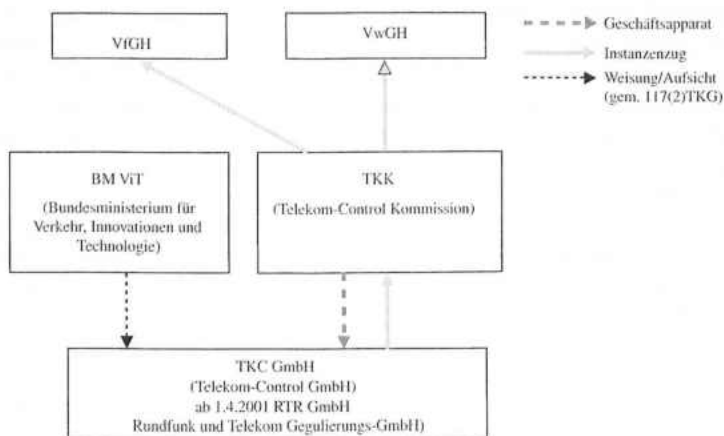 VfGH
VwGH
Geschäftsapparat
Instanzenzug
Weisung/Aufsicht
(gem. 117(2)TKG)
BM ViT
(Bundesministerium für
Verkehr, Innovationen und
Technologie)
TKK
(Telekom-Control Kommission)
TKC GmbH
(Telekom-Control GmbH)
ab 1.4.2001 RTR GmbH
Rundfunk und Telekom Gegulierungs-GmbH)